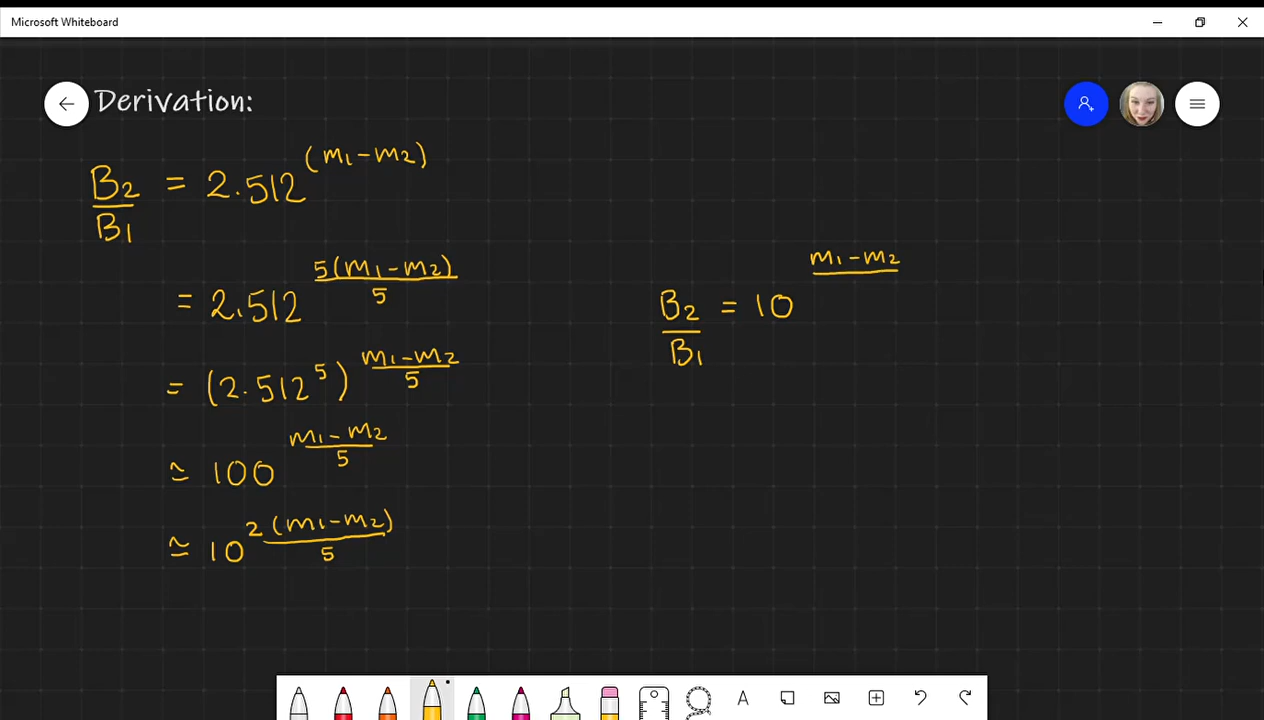 Microsoft Whiteboard
Derivation:
B2/B1 = 2.512^(m1-m2)
= 2.512^(5(m1-m2)/5)
= (2.512^5)^((m1-m2)/5)
≃ 100^((m1-m2)/5)
≃ 10^(2(m1-m2)/5)
B2/B1 = 10^(m1-m2)/
A